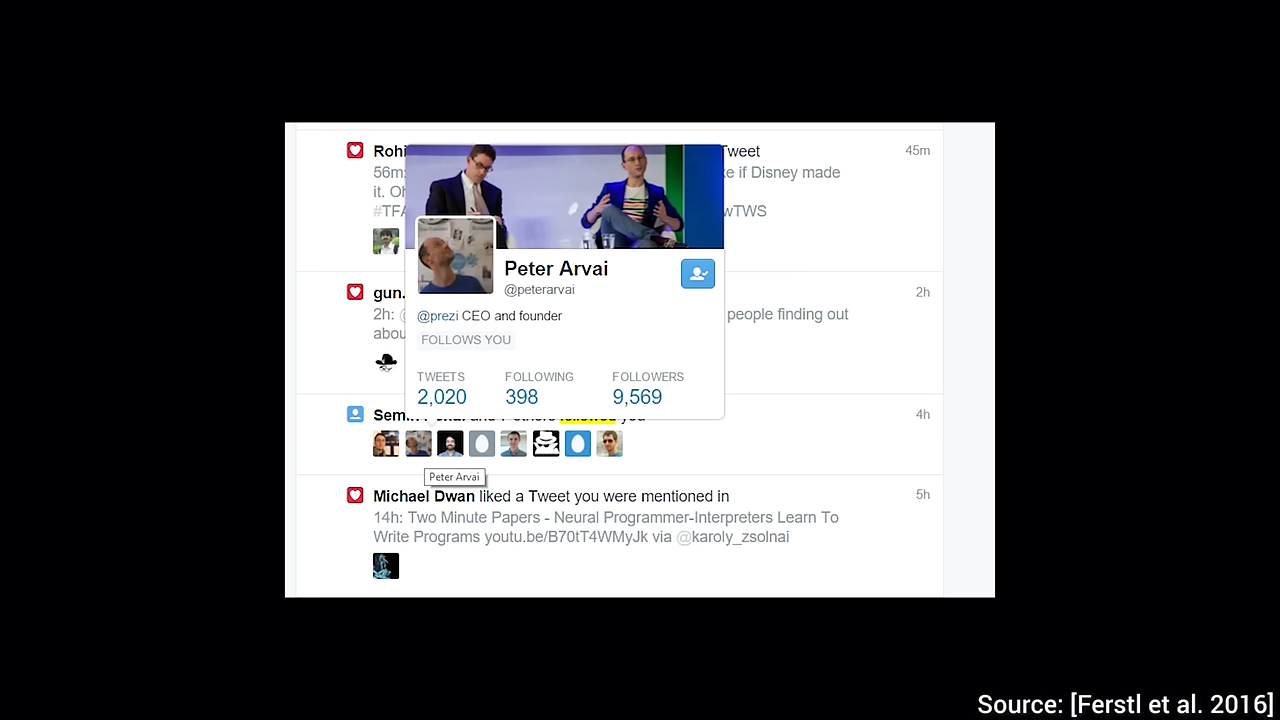 Rohi
Tweet
45m
56m:
ke if Disney made
it. Oh
#TFA
wTWS
Peter Arvai
@peterarvai
gun.
2h
2h: @
people finding out
abou
@prezi CEO and founder
FOLLOWS YOU
TWEETS FOLLOWING FOLLOWERS
2,020 398 9,569
and others followed you
4h
Peter Arvai
Michael Dwan liked a Tweet you were mentioned in
5h
14h: Two Minute Papers - Neural Programmer-Interpreters Learn To
Write Programs youtu.be/B70tT4WMyJk via @karoly_zsolnai
Source: [Ferstl et al. 2016]